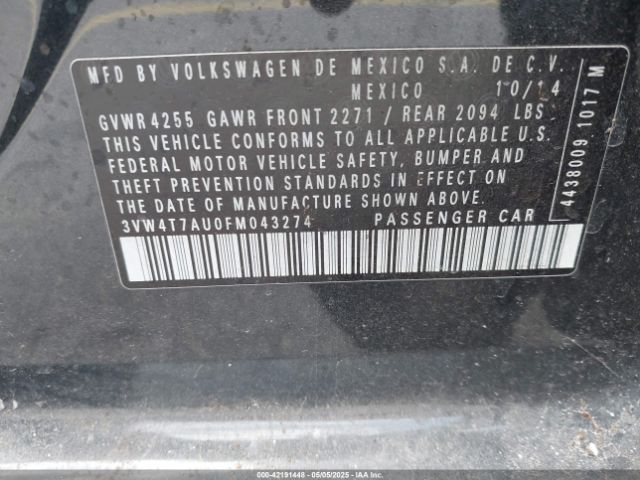 MFD BY VOLKSWAGEN DE MEXICO S.A. DE C.V.
MEXICO 10/14
GVWR 4255 GAWR FRONT 2271 / REAR 2094 LBS
THIS VEHICLE CONFORMS TO ALL APPLICABLE U.S.
FEDERAL MOTOR VEHICLE SAFETY, BUMPER AND
THEFT PREVENTION STANDARDS IN EFFECT ON
THE DATE OF MANUFACTURE SHOWN ABOVE.
3VW4T7AU0FM043274 PASSENGER CAR
4438009 1017 M
000-42191448 - 05/05/2025 - IAAI.COM